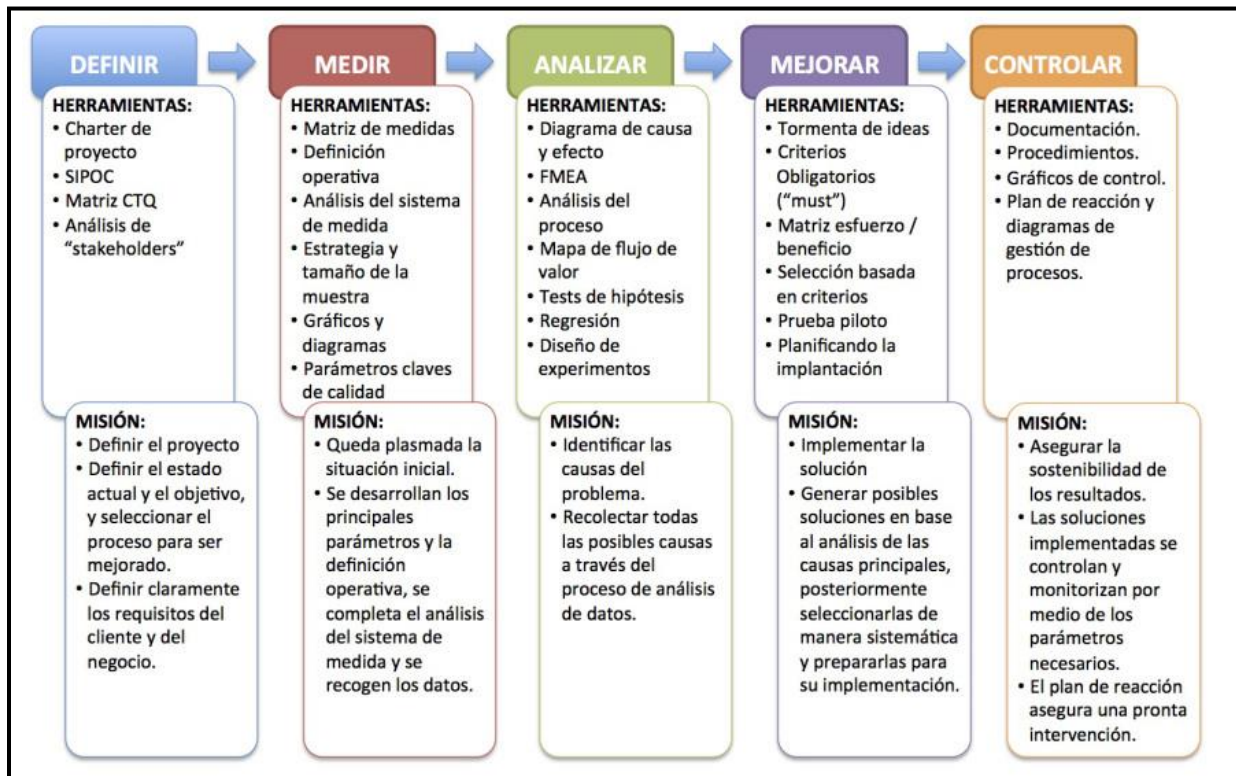 DEFINIR
HERRAMIENTAS:
• Charter de
proyecto
• SIPOC
• Matriz CTQ
• Análisis de
“stakeholders”
MISIÓN:
• Definir el proyecto
• Definir el estado
actual y el objetivo,
y seleccionar el
proceso para ser
mejorado.
• Definir claramente
los requisitos del
cliente y del
negocio.
MEDIR
HERRAMIENTAS:
• Matriz de medidas
• Definición
operativa
• Análisis del sistema
de medida
• Estrategia y
tamaño de la
muestra
• Gráficos y
diagramas
• Parámetros claves
de calidad
MISIÓN:
• Queda plasmada la
situación inicial.
• Se desarrollan los
principales
parámetros y la
definición
operativa, se
completa el análisis
del sistema de
medida y se
recogen los datos.
ANALIZAR
HERRAMIENTAS:
• Diagrama de causa
y efecto
• FMEA
• Análisis del
proceso
• Mapa de flujo de
valor
• Tests de hipótesis
• Regresión
• Diseño de
experimentos
MISIÓN:
• Identificar las
causas del
problema.
• Recolectar todas
las posibles causas
a través del
proceso de análisis
de datos.
MEJORAR
HERRAMIENTAS:
• Tormenta de ideas
• Criterios
Obligatorios
(“must”)
• Matriz esfuerzo /
beneficio
• Selección basada
en criterios
• Prueba piloto
• Planificando la
implantación
MISIÓN:
• Implementar la
solución
• Generar posibles
soluciones en base
al análisis de las
causas principales,
posteriormente
seleccionarlas de
manera sistemática
y prepararlas para
su implementación.
CONTROLAR
HERRAMIENTAS:
• Documentación.
• Procedimientos.
• Gráficos de control.
• Plan de reacción y
diagramas de
gestión de
procesos.
MISIÓN:
• Asegurar la
sostenibilidad de
los resultados.
• Las soluciones
implementadas se
controlan y
monitorizan por
medio de los
parámetros
necesarios.
• El plan de reacción
asegura una pronta
intervención.